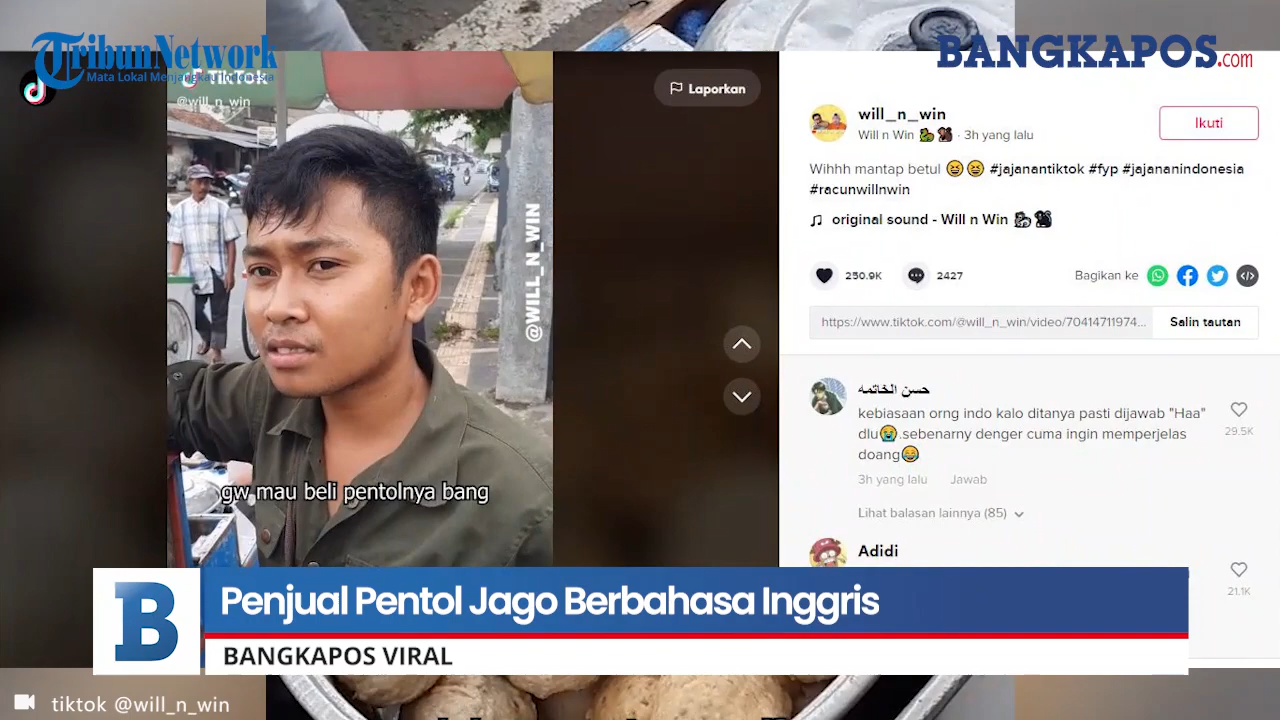 TribunNetwork
Mata Lokal Menjangkau Indonesia
BANGKAPOS.com
@will_n_win
Laporkan
@WILL_N_WIN
gw mau beli pentolnya bang
will_n_win
Will n Win · 3h yang lalu
Ikuti
Wihhh mantap betul 😆😆 #jajanantiktok #fyp #jajananindonesia
#racunwillnwin
original sound - Will n Win
250.9K
2427
Bagikan ke
https://www.tiktok.com/@will_n_win/video/70414711974...
Salin tautan
حسن الخاتمه
kebiasaan orng indo kalo ditanya pasti dijawab "Haa"
dlu😭.sebenarny denger cuma ingin memperjelas
doang😂
29.5K
3h yang lalu Jawab
Lihat balasan lainnya (85)
Adidi
21.1K
B
Penjual Pentol Jago Berbahasa Inggris
BANGKAPOS VIRAL
tiktok @will_n_win